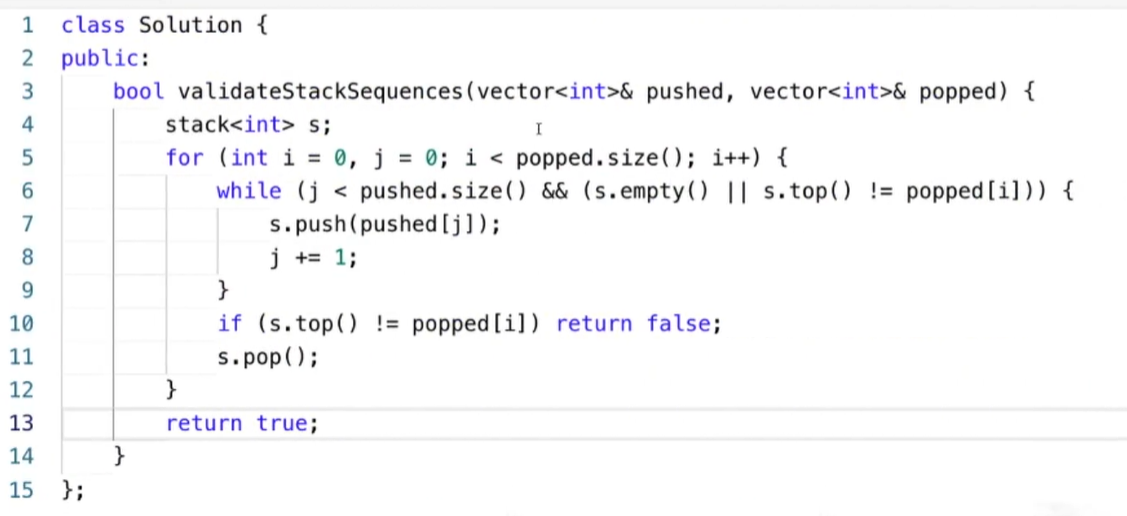 1 class Solution {
2 public:
3     bool validateStackSequences(vector<int>& pushed, vector<int>& popped) {
4         stack<int> s;
5         for (int i = 0, j = 0; i < popped.size(); i++) {
6             while (j < pushed.size() && (s.empty() || s.top() != popped[i])) {
7                 s.push(pushed[j]);
8                 j += 1;
9             }
10             if (s.top() != popped[i]) return false;
11             s.pop();
12         }
13         return true;
14     }
15 };